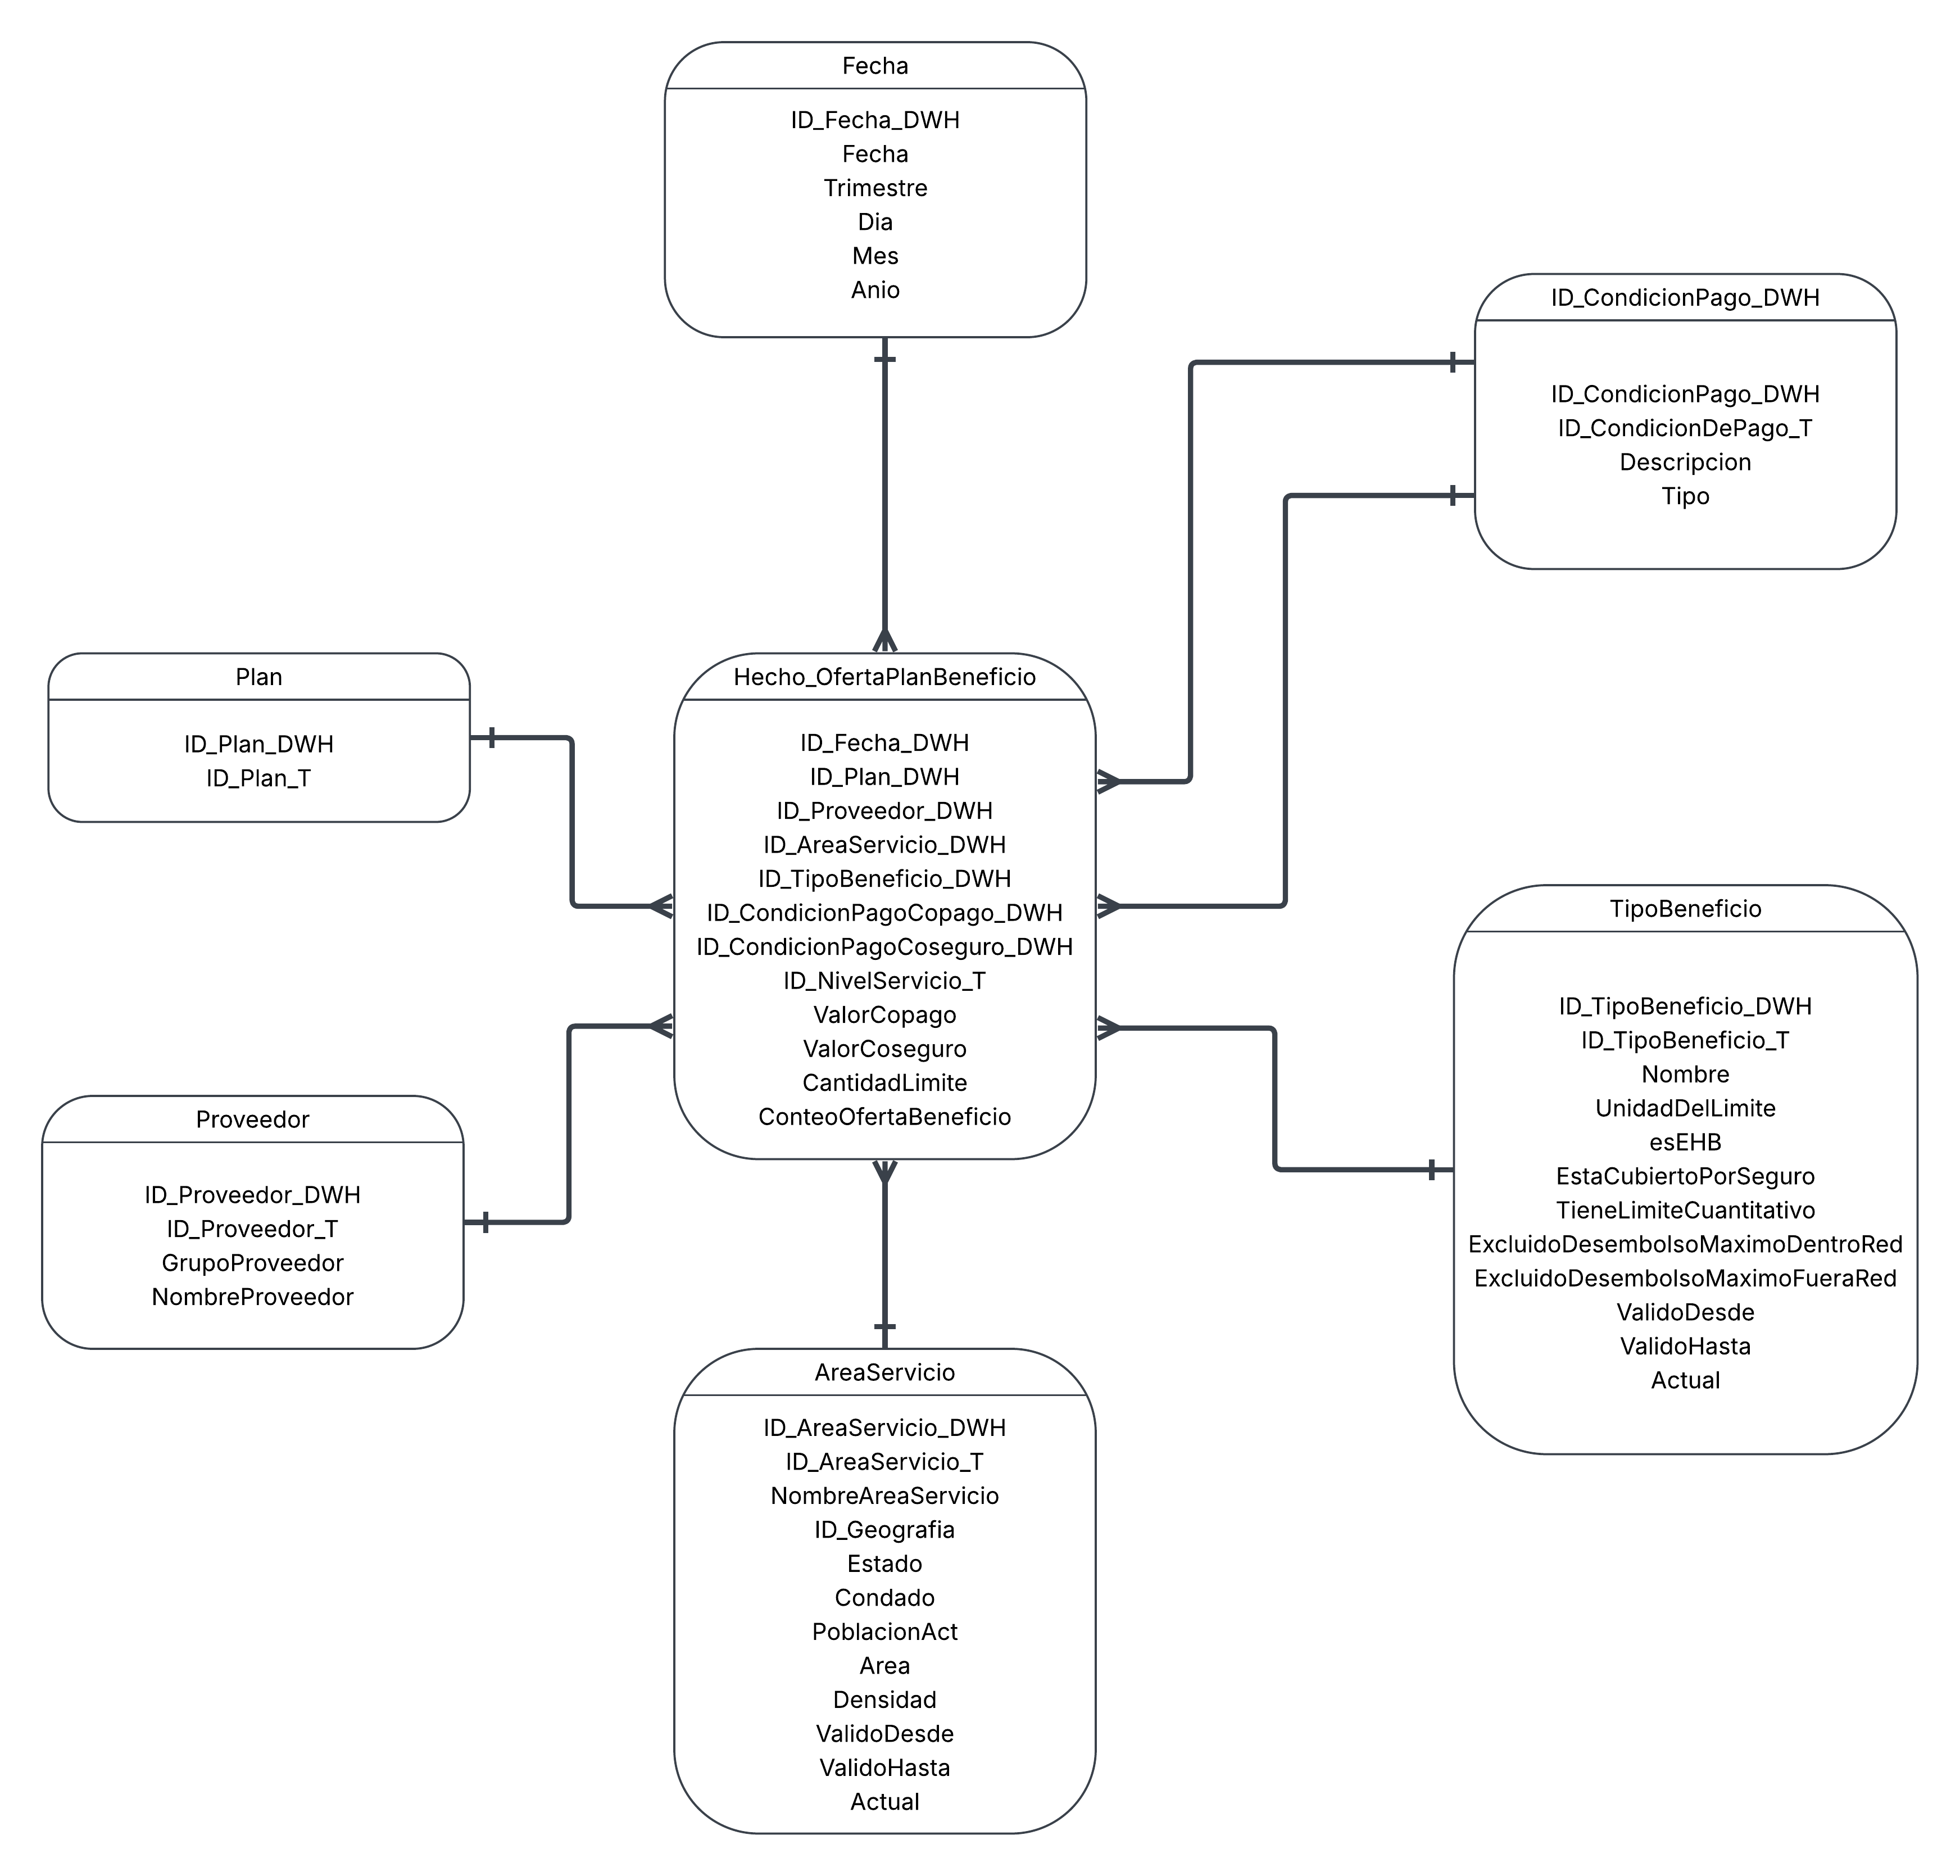 Fecha
ID_Fecha_DWH
Fecha
Trimestre
Dia
Mes
Anio
ID_CondicionPago_DWH
ID_CondicionPago_DWH
ID_CondicionDePago_T
Descripcion
Tipo
Plan
ID_Plan_DWH
ID_Plan_T
Hecho_OfertaPlanBeneficio
ID_Fecha_DWH
ID_Plan_DWH
ID_Proveedor_DWH
ID_AreaServicio_DWH
ID_TipoBeneficio_DWH
ID_CondicionPagoCopago_DWH
ID_CondicionPagoCoseguro_DWH
ID_NivelServicio_T
ValorCopago
ValorCoseguro
CantidadLimite
ConteoOfertaBeneficio
TipoBeneficio
ID_TipoBeneficio_DWH
ID_TipoBeneficio_T
Nombre
UnidadDelLimite
esEHB
EstaCubiertoPorSeguro
TieneLimiteCuantitativo
ExcluidoDesembolsoMaximoDentroRed
ExcluidoDesembolsoMaximoFueraRed
ValidoDesde
ValidoHasta
Actual
Proveedor
ID_Proveedor_DWH
ID_Proveedor_T
GrupoProveedor
NombreProveedor
AreaServicio
ID_AreaServicio_DWH
ID_AreaServicio_T
NombreAreaServicio
ID_Geografia
Estado
Condado
PoblacionAct
Area
Densidad
ValidoDesde
ValidoHasta
Actual